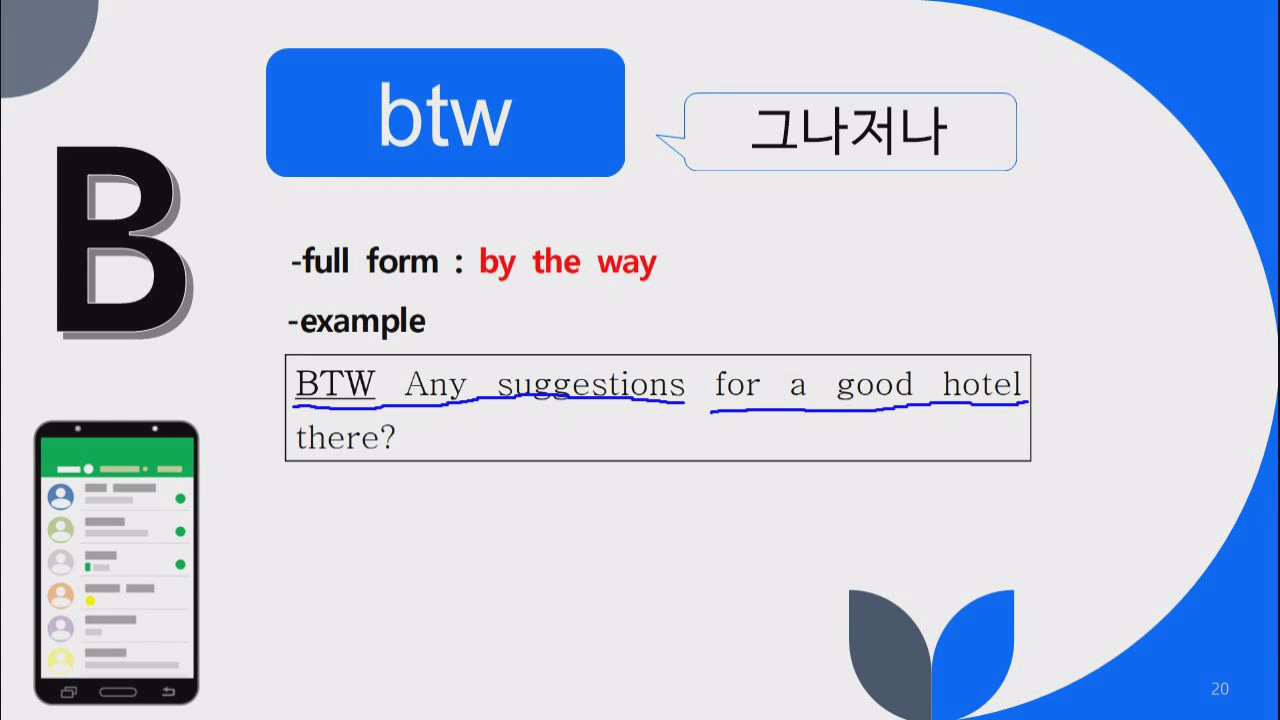 btw
그나저나
B
-full form : by the way
-example
BTW Any suggestions for a good hotel
there?
20